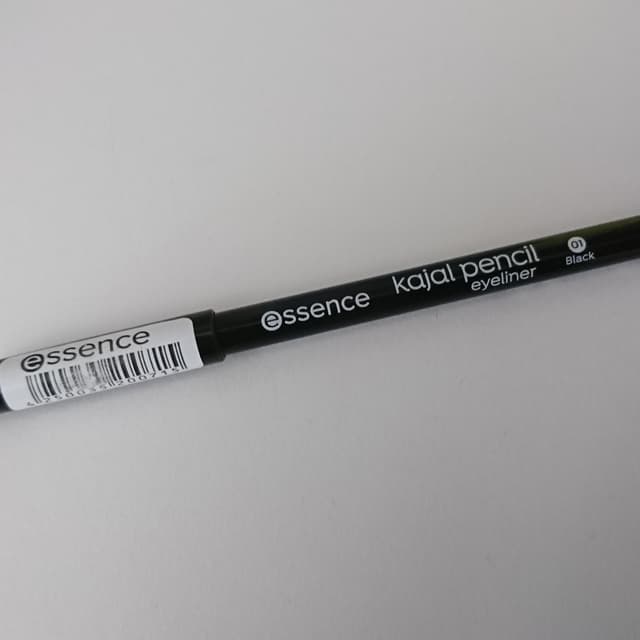 essence
essence
kajal pencil
eyeliner
01
Black